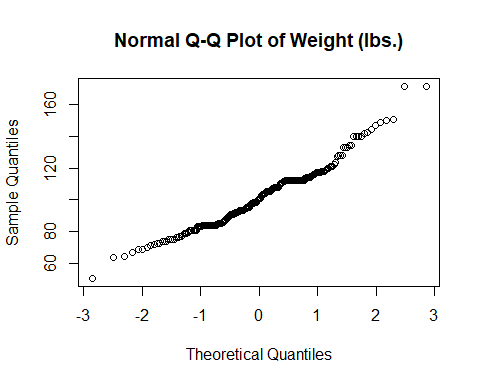 Normal Q-Q Plot of Weight (lbs.)
Sample Quantiles
160
120
80
60
-3 -2 -1 0 1 2 3
Theoretical Quantiles